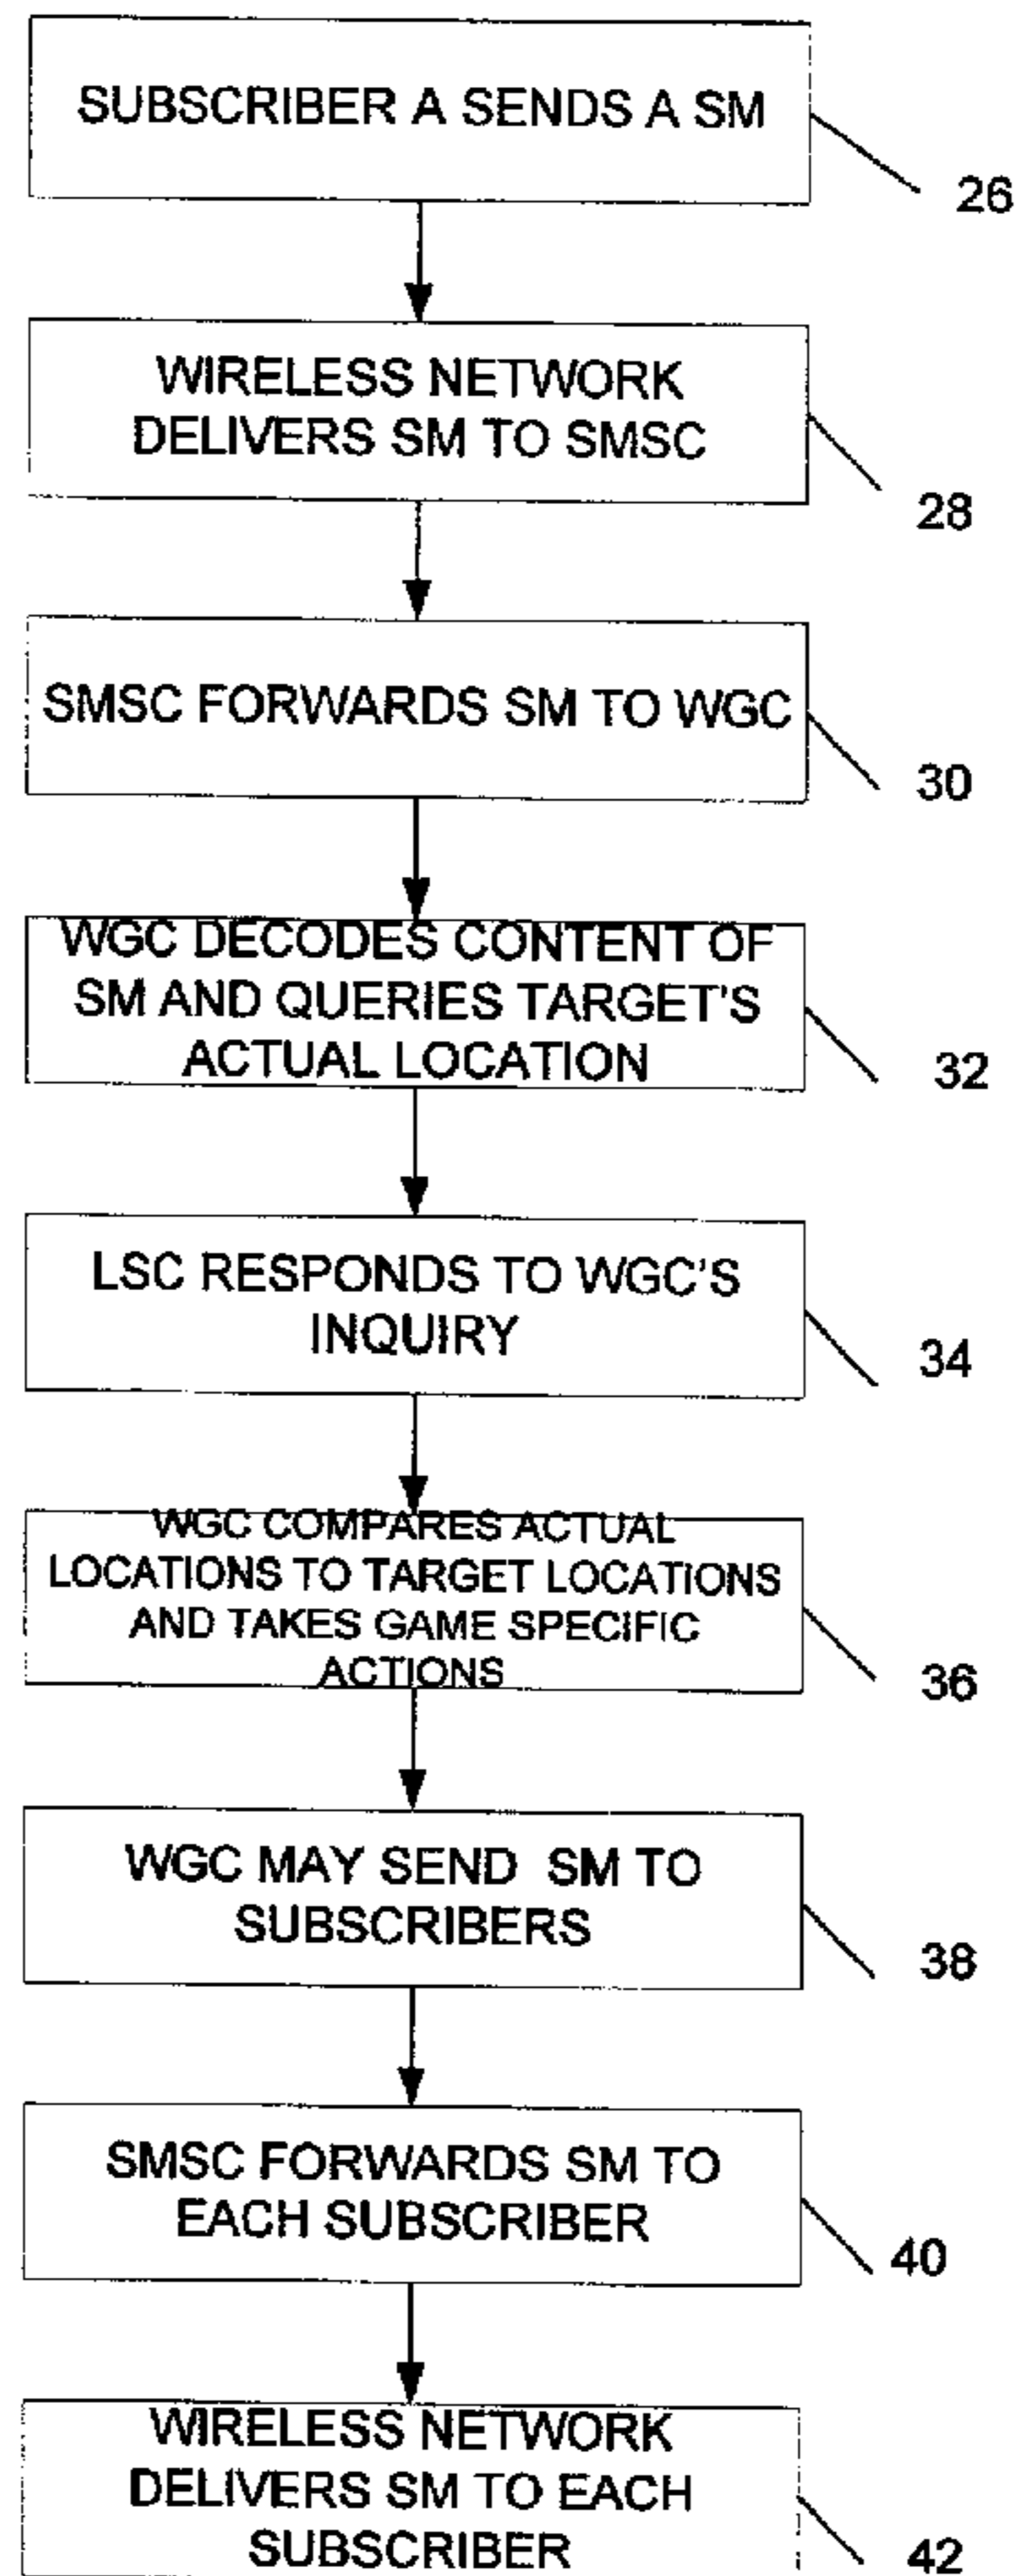 SUBSCRIBER A SENDS A SM
26
WIRELESS NETWORK
DELIVERS SM TO SMSC
28
SMSC FORWARDS SM TO WGC
30
WGC DECODES CONTENT OF
SM AND QUERIES TARGET'S
ACTUAL LOCATION
32
LSC RESPONDS TO WGC'S
INQUIRY
34
WGC COMPARES ACTUAL
LOCATIONS TO TARGET LOCATIONS
AND TAKES GAME SPECIFIC
ACTIONS
36
WGC MAY SEND SM TO
SUBSCRIBERS
38
SMSC FORWARDS SM TO
EACH SUBSCRIBER
40
WIRELESS NETWORK
DELIVERS SM TO EACH
SUBSCRIBER
42